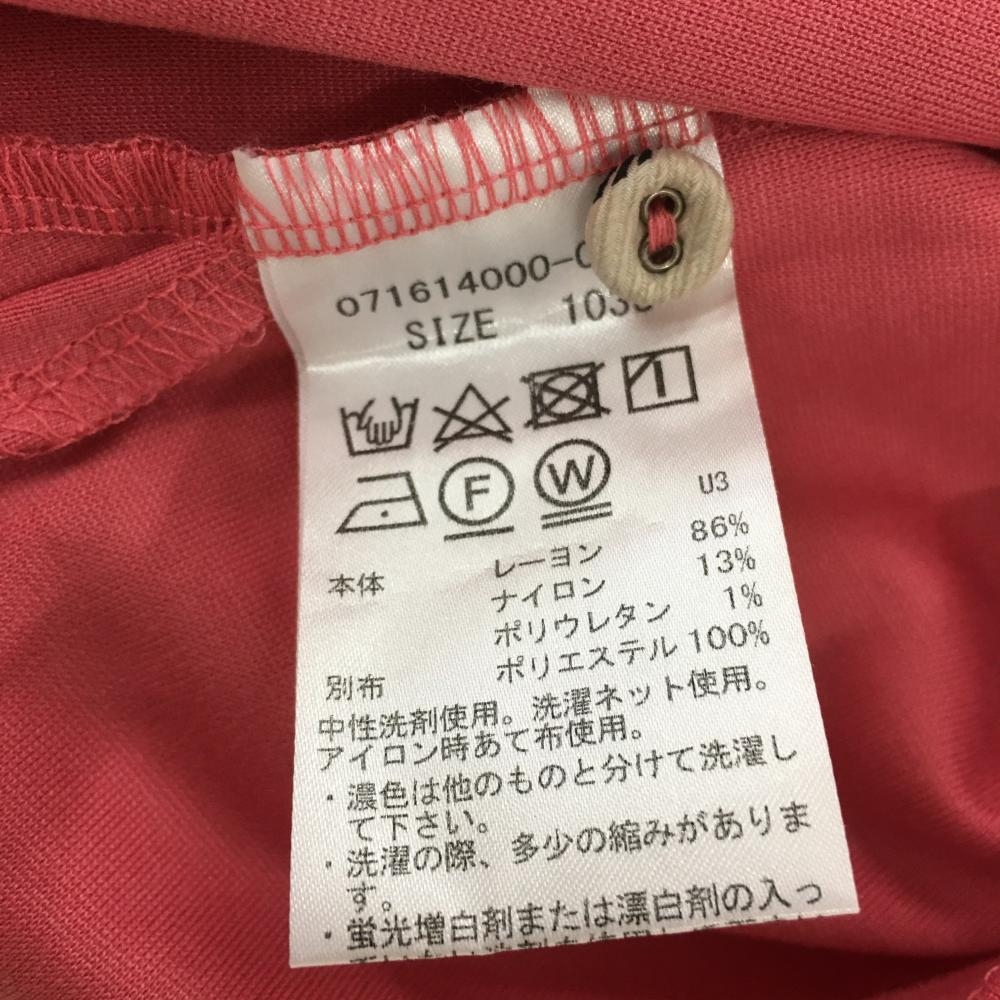 071614000-
SIZE 103
F W
U3
本体 レーヨン 86%
ナイロン 13%
ポリウレタン 1%
別布 ポリエステル 100%
中性洗剤使用。洗濯ネット使用。
アイロン時あて布使用。
・濃色は他のものと分けて洗濯し
て下さい。
・洗濯の際、多少の縮みがありま
す。
・蛍光増白剤または漂白剤の入っ